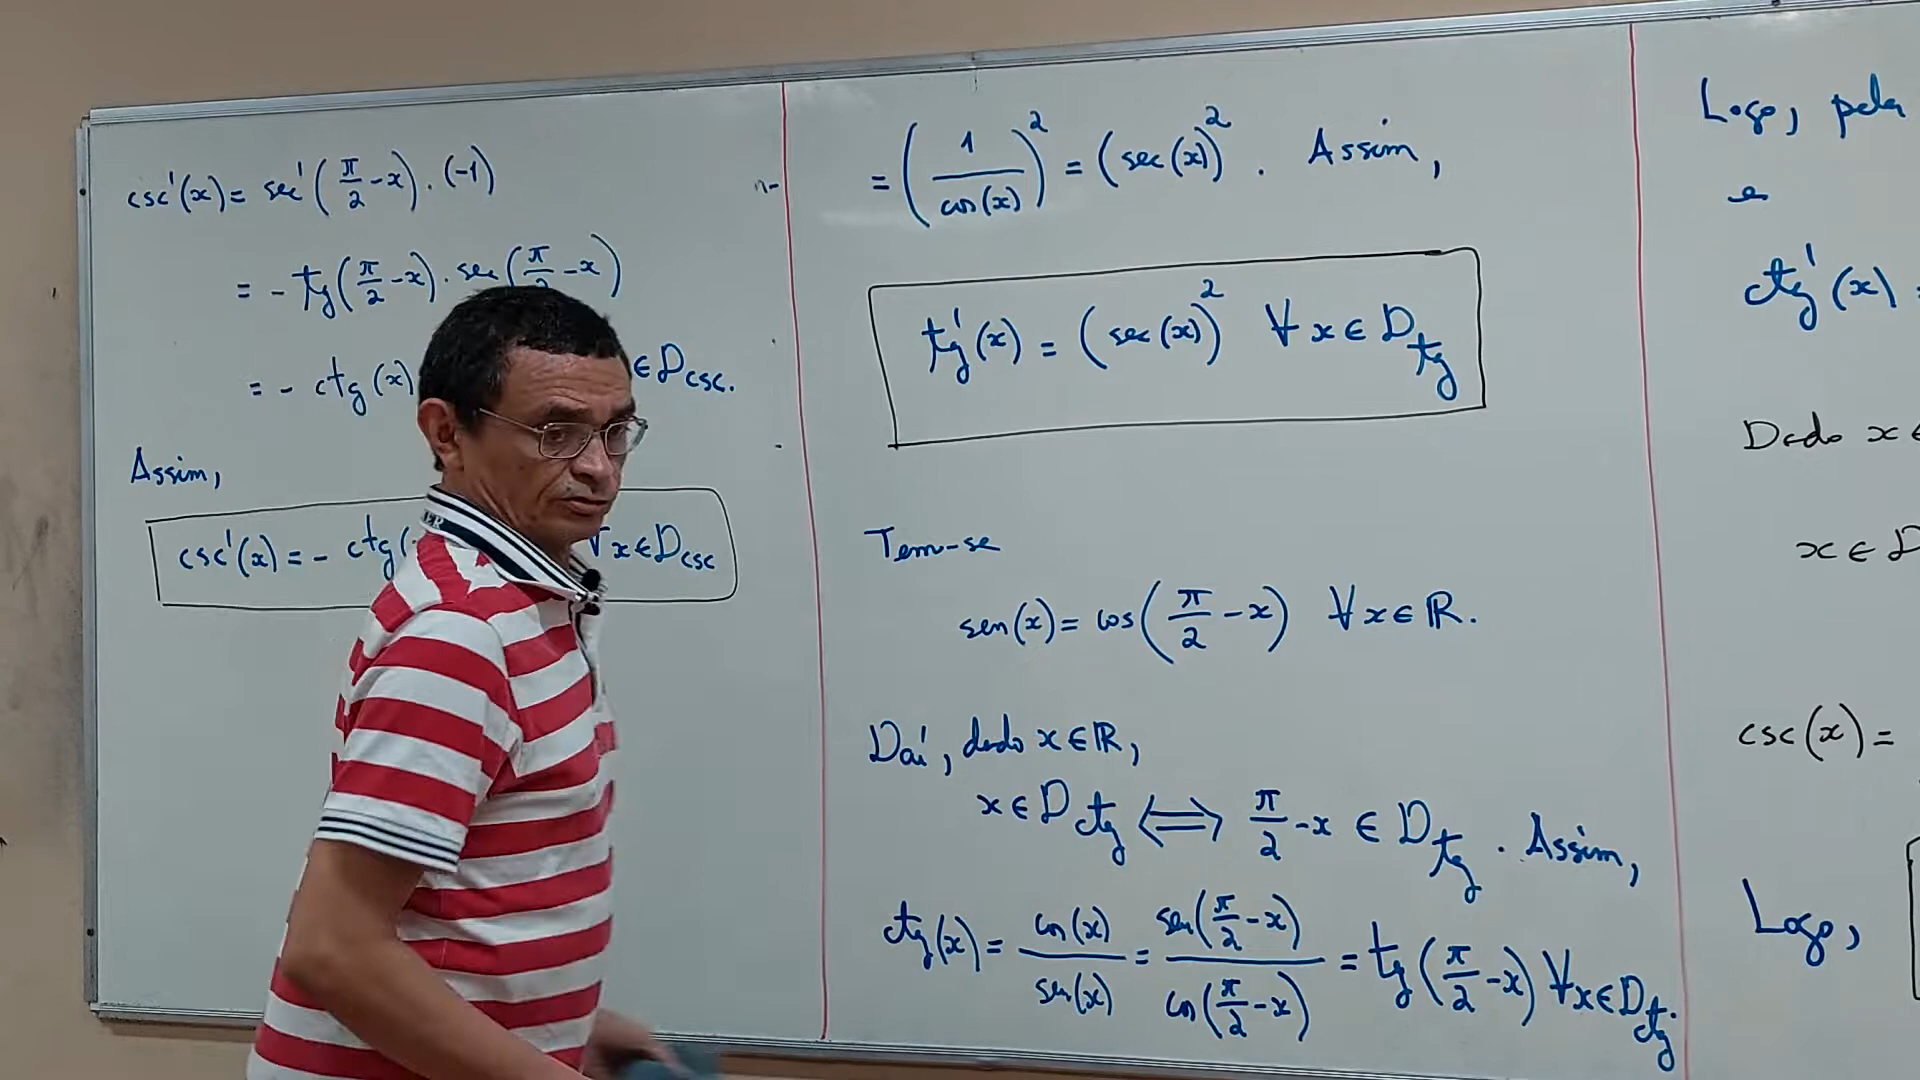 csc'(x) = sec'(π/2 - x) · (-1)
= - tg(π/2 - x) · sec(π/2 - x)
= - ctg(x) ∈ D_csc.
Assim,
csc'(x) = - ctg( ∀ x ∈ D_csc
= (1/cos(x))² = (sec(x))² . Assim,
tg'(x) = (sec(x))² ∀ x ∈ D_tg
Tem-se
sen(x) = cos(π/2 - x) ∀ x ∈ ℝ.
Daí, dado x ∈ ℝ,
x ∈ D_ctg ⟺ π/2 - x ∈ D_tg . Assim,
ctg(x) = cos(x)/sen(x) = sen(π/2 - x)/cos(π/2 - x) = tg(π/2 - x) ∀ x ∈ D_ctg.
Logo, pela
e
ctg'(x) =
Dado x ∈
x ∈ D
csc(x) =
Logo,